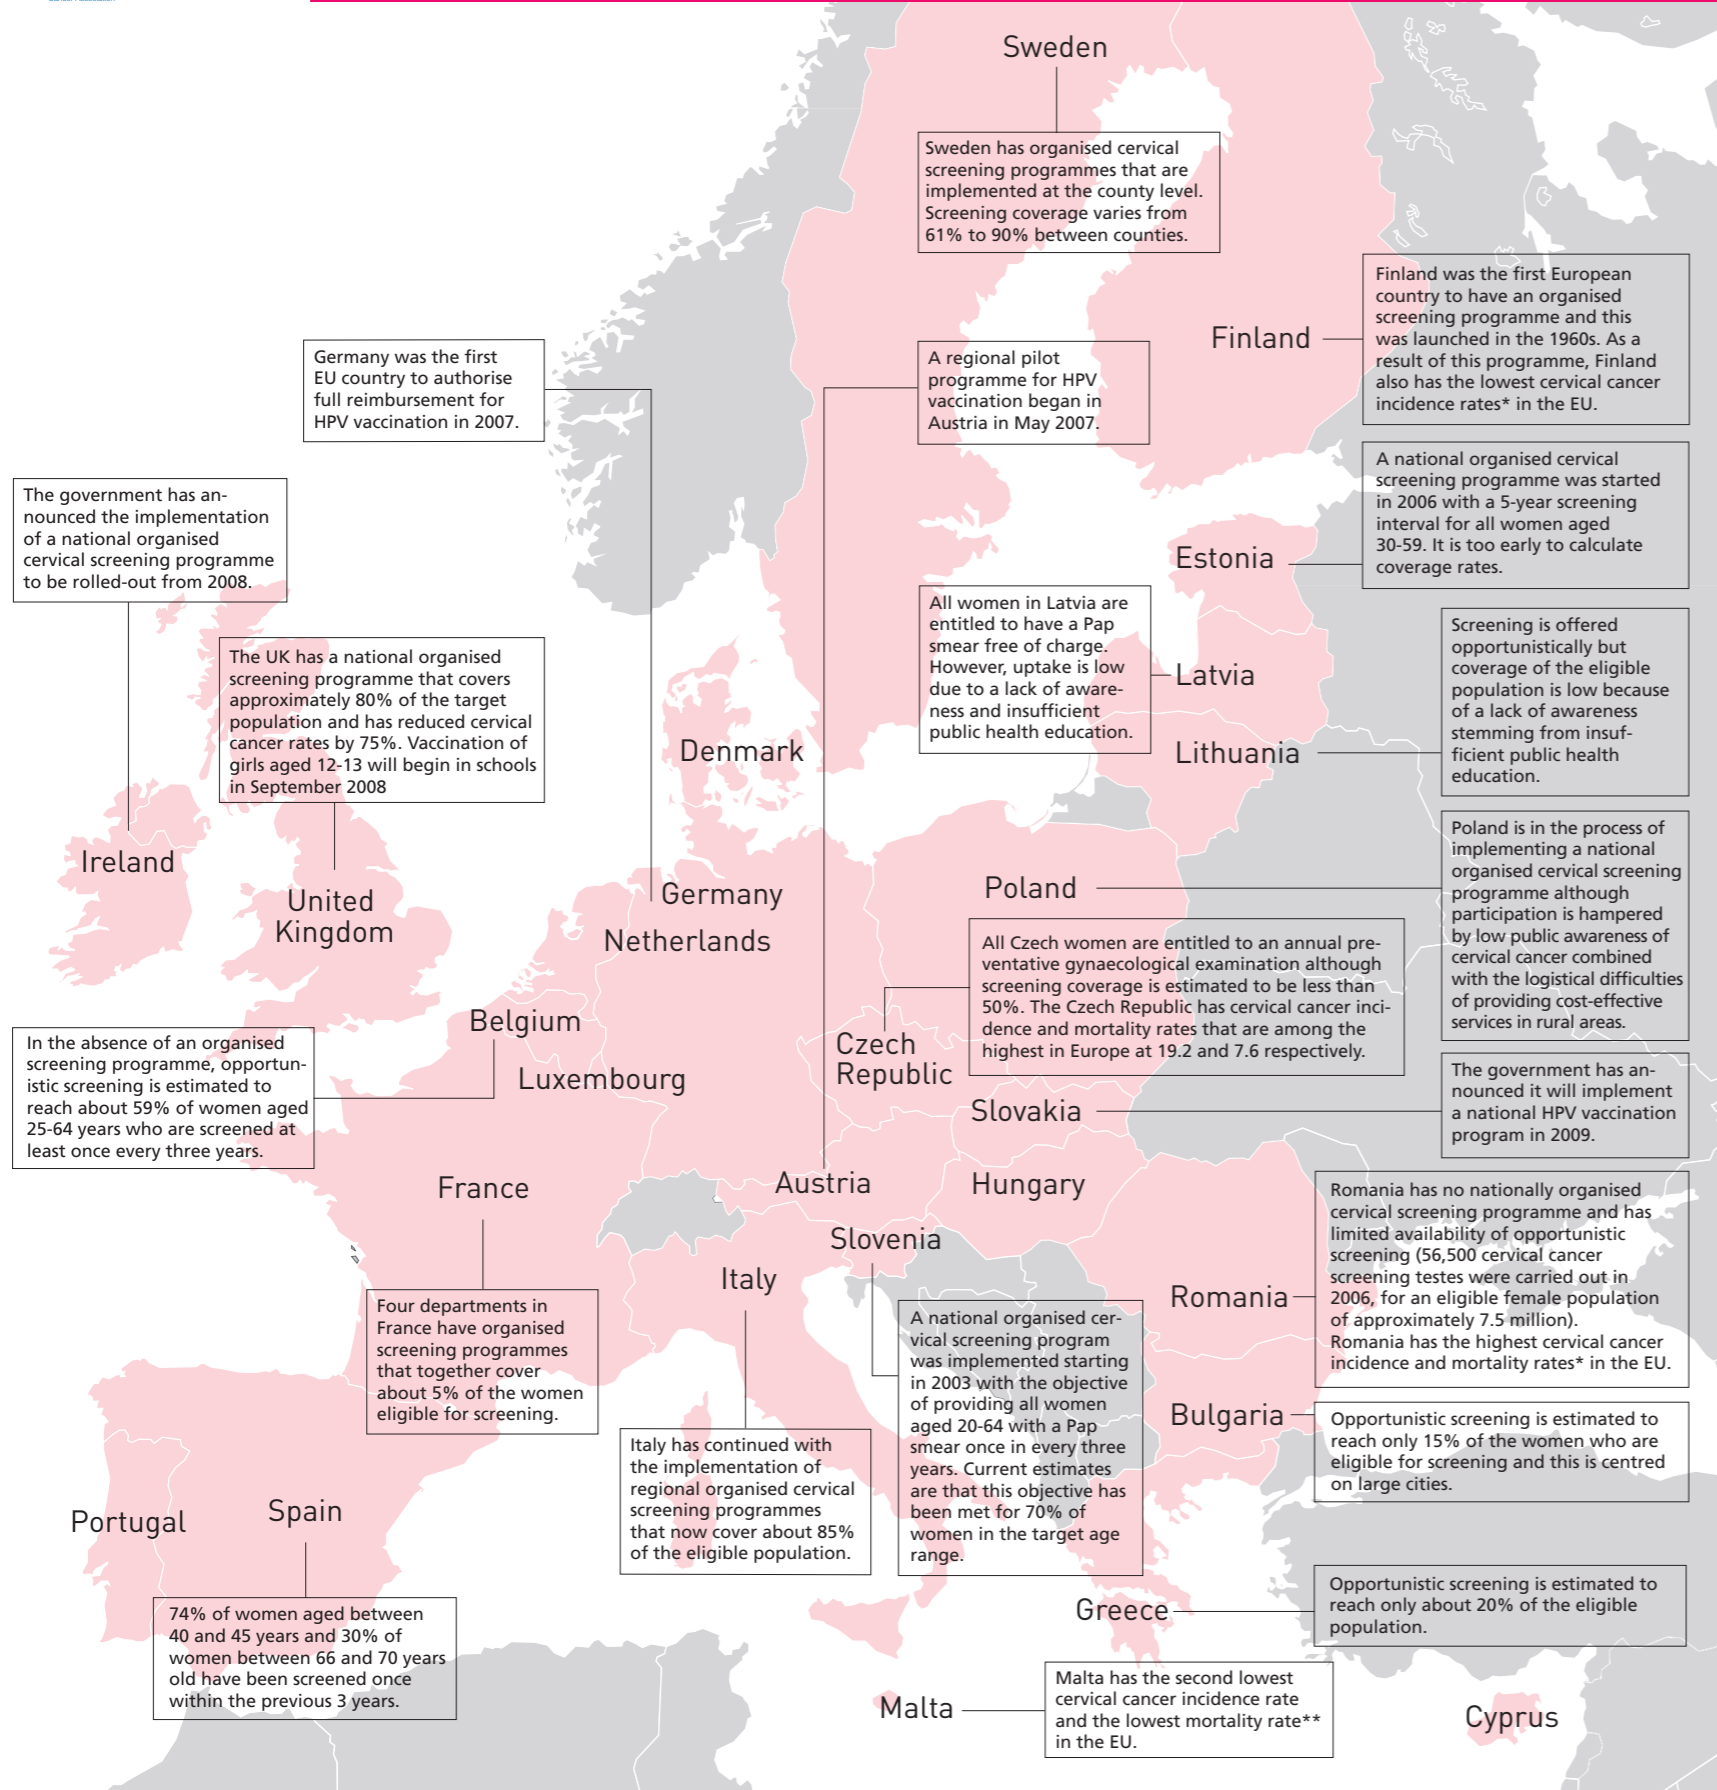 Sweden
Sweden has organised cervical
screening programmes that are
implemented at the county level.
Screening coverage varies from
61% to 90% between counties.
Finland
Finland was the first European
country to have an organised
screening programme and this
was launched in the 1960s. As a
result of this programme, Finland
also has the lowest cervical cancer
incidence rates* in the EU.
Germany was the first
EU country to authorise
full reimbursement for
HPV vaccination in 2007.
A regional pilot
programme for HPV
vaccination began in
Austria in May 2007.
A national organised cervical
screening programme was started
in 2006 with a 5-year screening
interval for all women aged
30-59. It is too early to calculate
coverage rates.
Estonia
The government has an-
nounced the implementation
of a national organised
cervical screening programme
to be rolled-out from 2008.
All women in Latvia are
entitled to have a Pap
smear free of charge.
However, uptake is low
due to a lack of aware-
ness and insufficient
public health education.
Latvia
Screening is offered
opportunistically but
coverage of the eligible
population is low because
of a lack of awareness
stemming from insuf-
ficient public health
education.
Lithuania
The UK has a national organised
screening programme that covers
approximately 80% of the target
population and has reduced cervical
cancer rates by 75%. Vaccination of
girls aged 12-13 will begin in schools
in September 2008
Denmark
Ireland
United
Kingdom
Germany
Netherlands
Poland
Poland is in the process of
implementing a national
organised cervical screening
programme although
participation is hampered
by low public awareness of
cervical cancer combined
with the logistical difficulties
of providing cost-effective
services in rural areas.
All Czech women are entitled to an annual pre-
ventative gynaecological examination although
screening coverage is estimated to be less than
50%. The Czech Republic has cervical cancer inci-
dence and mortality rates that are among the
highest in Europe at 19.2 and 7.6 respectively.
Belgium
In the absence of an organised
screening programme, opportun-
istic screening is estimated to
reach about 59% of women aged
25-64 years who are screened at
least once every three years.
Luxembourg
Czech
Republic
Slovakia
The government has an-
nounced it will implement
a national HPV vaccination
program in 2009.
France
Austria
Hungary
Romania has no nationally organised
cervical screening programme and has
limited availability of opportunistic
screening (56,500 cervical cancer
screening testes were carried out in
2006, for an eligible female population
of approximately 7.5 million).
Romania has the highest cervical cancer
incidence and mortality rates* in the EU.
Slovenia
Italy
Romania
Four departments in
France have organised
screening programmes
that together cover
about 5% of the women
eligible for screening.
A national organised cer-
vical screening program
was implemented starting
in 2003 with the objective
of providing all women
aged 20-64 with a Pap
smear once in every three
years. Current estimates
are that this objective has
been met for 70% of
women in the target age
range.
Bulgaria
Opportunistic screening is estimated to
reach only 15% of the women who are
eligible for screening and this is centred
on large cities.
Italy has continued with
the implementation of
regional organised cervical
screening programmes
that now cover about 85%
of the eligible population.
Portugal
Spain
74% of women aged between
40 and 45 years and 30% of
women between 66 and 70 years
old have been screened once
within the previous 3 years.
Greece
Opportunistic screening is estimated to
reach only about 20% of the eligible
population.
Malta
Malta has the second lowest
cervical cancer incidence rate
and the lowest mortality rate**
in the EU.
Cyprus